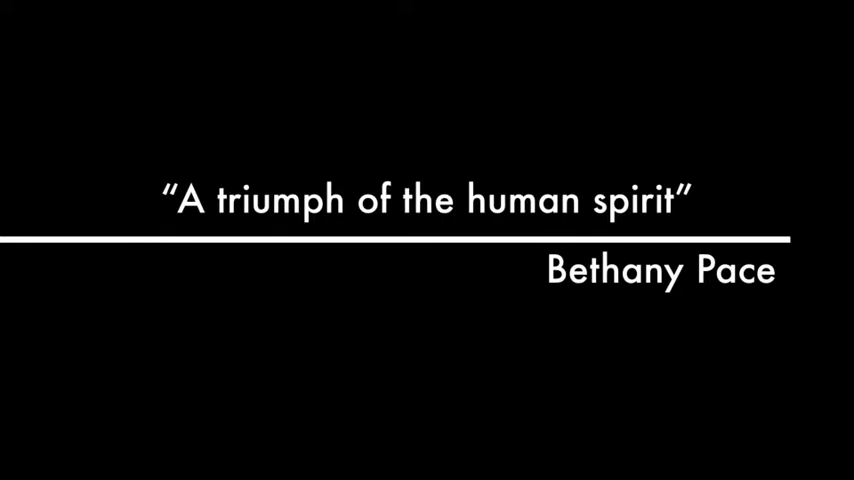 “A triumph of the human spirit”
Bethany Pace